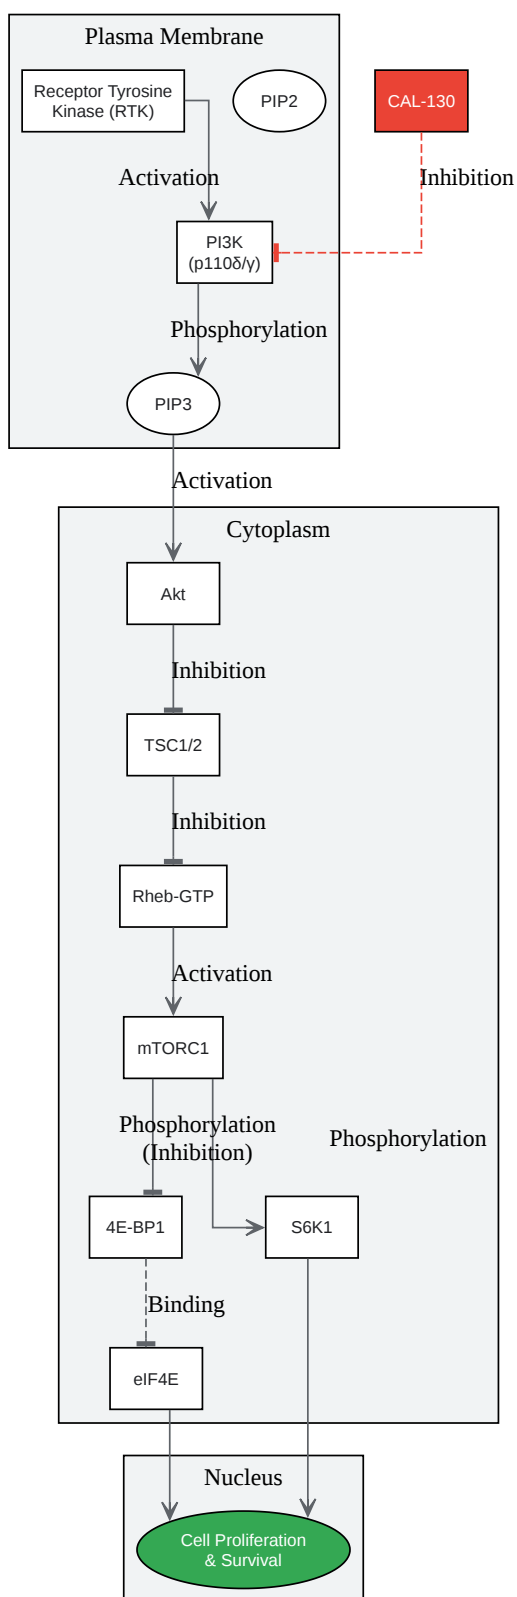 Plasma Membrane
Receptor Tyrosine
Kinase (RTK)
PIP2
CAL-130
Activation
Inhibition
PI3K
(p110δ/γ)
Phosphorylation
PIP3
Activation
Cytoplasm
Akt
Inhibition
TSC1/2
Inhibition
Rheb-GTP
Activation
mTORC1
Phosphorylation
(Inhibition)
Phosphorylation
4E-BP1
S6K1
Binding
eIF4E
Nucleus
Cell Proliferation
& Survival